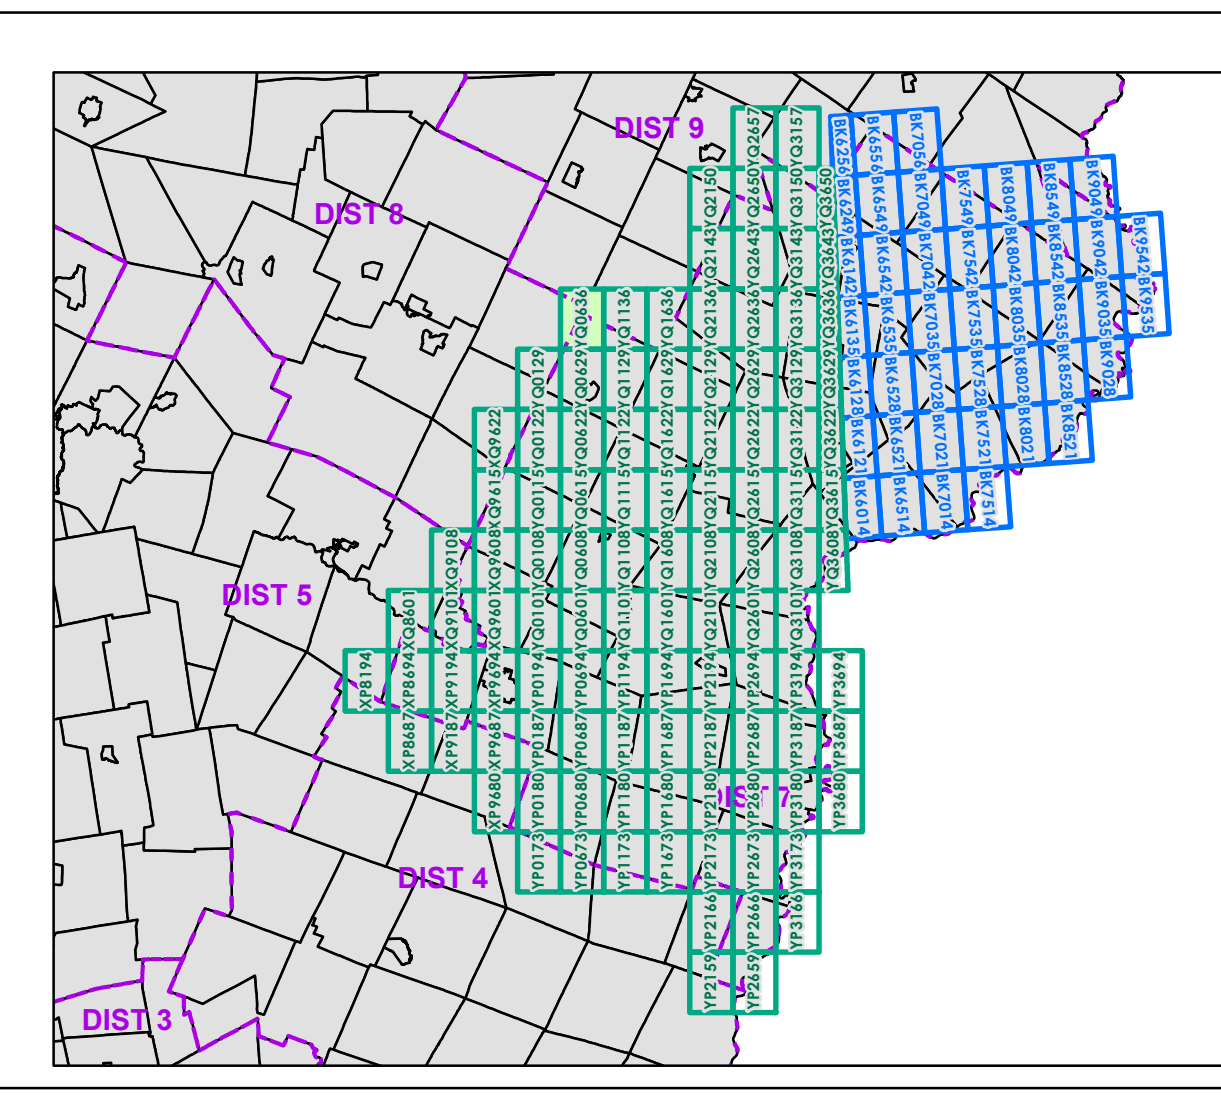 DIST 9
DIST 8
DIST 5
DIST 7
DIST 4
DIST 3
YQ2657 YQ3157
YQ2150 YQ2650 YQ3150 YQ3650
YQ2143 YQ2643 YQ3143 YQ3643
YQ0636 YQ1136 YQ1636 YQ2136 YQ2636 YQ3136 YQ3636
YQ0129 YQ0629 YQ1129 YQ1629 YQ2129 YQ2629 YQ3129 YQ3629
XQ9622 YQ0122 YQ0622 YQ1122 YQ1622 YQ2122 YQ2622 YQ3122 YQ3622
XQ9615 YQ0115 YQ0615 YQ1115 YQ1615 YQ2115 YQ2615 YQ3115 YQ3615
XQ9108 XQ9608 YQ0108 YQ0608 YQ1108 YQ1608 YQ2108 YQ2608 YQ3108 YQ3608
XQ8601 XQ9101 XQ9601 YQ0101 YQ0601 YQ1101 YQ1601 YQ2101 YQ2601 YQ3101
XP8194 XP8694 XP9194 XP9694 YP0194 YP0694 YP1194 YP1694 YP2194 YP2694 YP3194 YP3694
XP8687 XP9187 XP9687 YP0187 YP0687 YP1187 YP1687 YP2187 YP2687 YP3187 YP3687
XP9680 YP0180 YP0680 YP1180 YP1680 YP2180 YP2680 YP3180 YP3680
YP0173 YP0673 YP1173 YP1673 YP2173 YP2673 YP3173
YP2166 YP2666 YP3166
YP2159 YP2659
BK6256 BK6556 BK7056
BK6249 BK6549 BK7049 BK7549 BK8049 BK8549 BK9049
BK6142 BK6542 BK7042 BK7542 BK8042 BK8542 BK9042 BK9542
BK6135 BK6535 BK7035 BK7535 BK8035 BK8535 BK9035 BK9535
BK6128 BK6528 BK7028 BK7528 BK8028 BK8528 BK9028
BK6121 BK6521 BK7021 BK7521 BK8021 BK8521
BK6014 BK6514 BK7014 BK7514